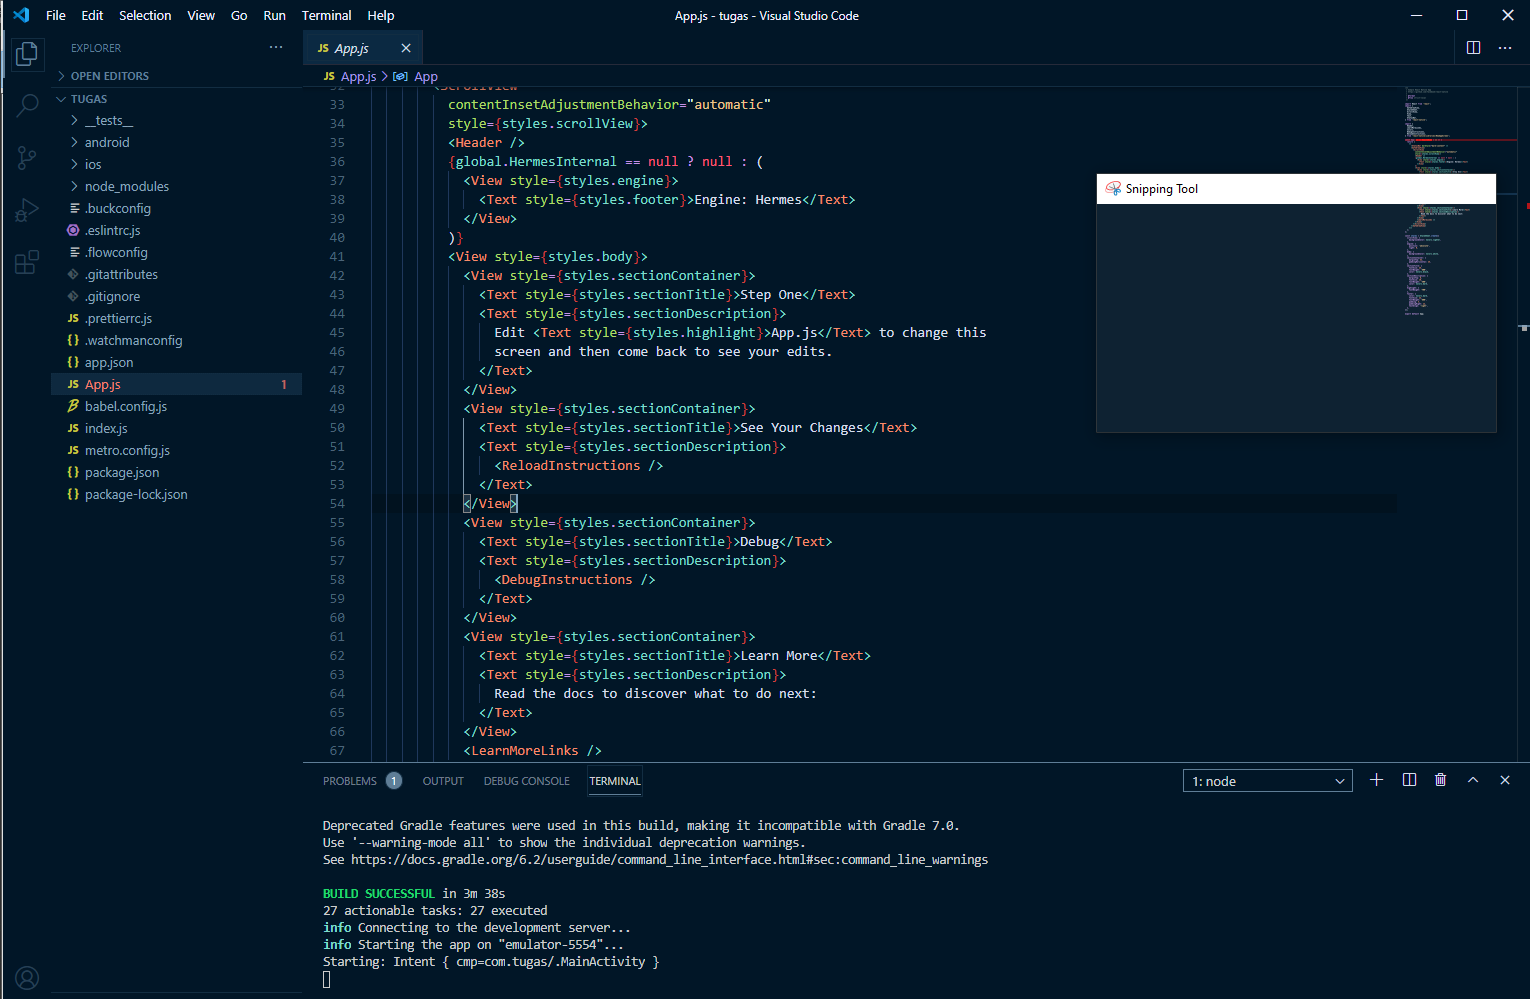 File Edit Selection View Go Run Terminal Help
App.js - tugas - Visual Studio Code
EXPLORER
OPEN EDITORS
TUGAS
__tests__
android
ios
node_modules
.buckconfig
.eslintrc.js
.flowconfig
.gitattributes
.gitignore
JS .prettierrc.js
{} .watchmanconfig
{} app.json
JS App.js 1
babel.config.js
JS index.js
JS metro.config.js
{} package.json
{} package-lock.json
JS App.js
JS App.js > App
32 <ScrollView
33 contentInsetAdjustmentBehavior="automatic"
34 style={styles.scrollView}>
35 <Header />
36 {global.HermesInternal == null ? null : (
37 <View style={styles.engine}>
38 <Text style={styles.footer}>Engine: Hermes</Text>
39 </View>
40 )}
41 <View style={styles.body}>
42 <View style={styles.sectionContainer}>
43 <Text style={styles.sectionTitle}>Step One</Text>
44 <Text style={styles.sectionDescription}>
45 Edit <Text style={styles.highlight}>App.js</Text> to change this
46 screen and then come back to see your edits.
47 </Text>
48 </View>
49 <View style={styles.sectionContainer}>
50 <Text style={styles.sectionTitle}>See Your Changes</Text>
51 <Text style={styles.sectionDescription}>
52 <ReloadInstructions />
53 </Text>
54 </View>
55 <View style={styles.sectionContainer}>
56 <Text style={styles.sectionTitle}>Debug</Text>
57 <Text style={styles.sectionDescription}>
58 <DebugInstructions />
59 </Text>
60 </View>
61 <View style={styles.sectionContainer}>
62 <Text style={styles.sectionTitle}>Learn More</Text>
63 <Text style={styles.sectionDescription}>
64 Read the docs to discover what to do next:
65 </Text>
66 </View>
67 <LearnMoreLinks />
Snipping Tool
PROBLEMS 1 OUTPUT DEBUG CONSOLE TERMINAL
1: node
Deprecated Gradle features were used in this build, making it incompatible with Gradle 7.0.
Use '--warning-mode all' to show the individual deprecation warnings.
See https://docs.gradle.org/6.2/userguide/command_line_interface.html#sec:command_line_warnings
BUILD SUCCESSFUL in 3m 38s
27 actionable tasks: 27 executed
info Connecting to the development server...
info Starting the app on "emulator-5554"...
Starting: Intent { cmp=com.tugas/.MainActivity }